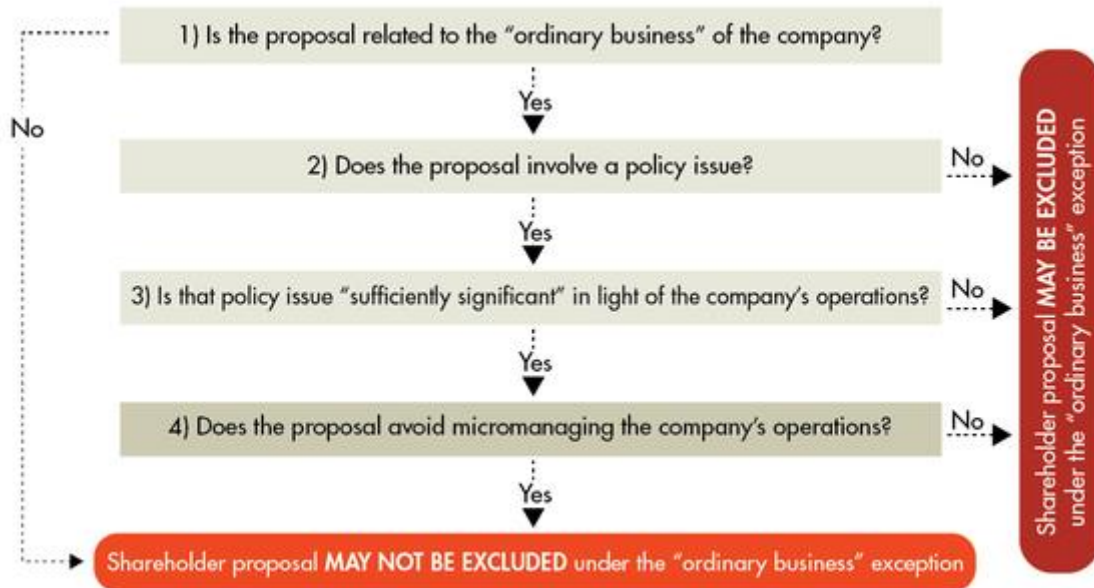 1) Is the proposal related to the “ordinary business” of the company?
No
Yes
2) Does the proposal involve a policy issue?
No
Yes
3) Is that policy issue “sufficiently significant” in light of the company’s operations?
No
Yes
4) Does the proposal avoid micromanaging the company’s operations?
No
Yes
Shareholder proposal MAY NOT BE EXCLUDED under the “ordinary business” exception
Shareholder proposal MAY BE EXCLUDED
under the “ordinary business” exception